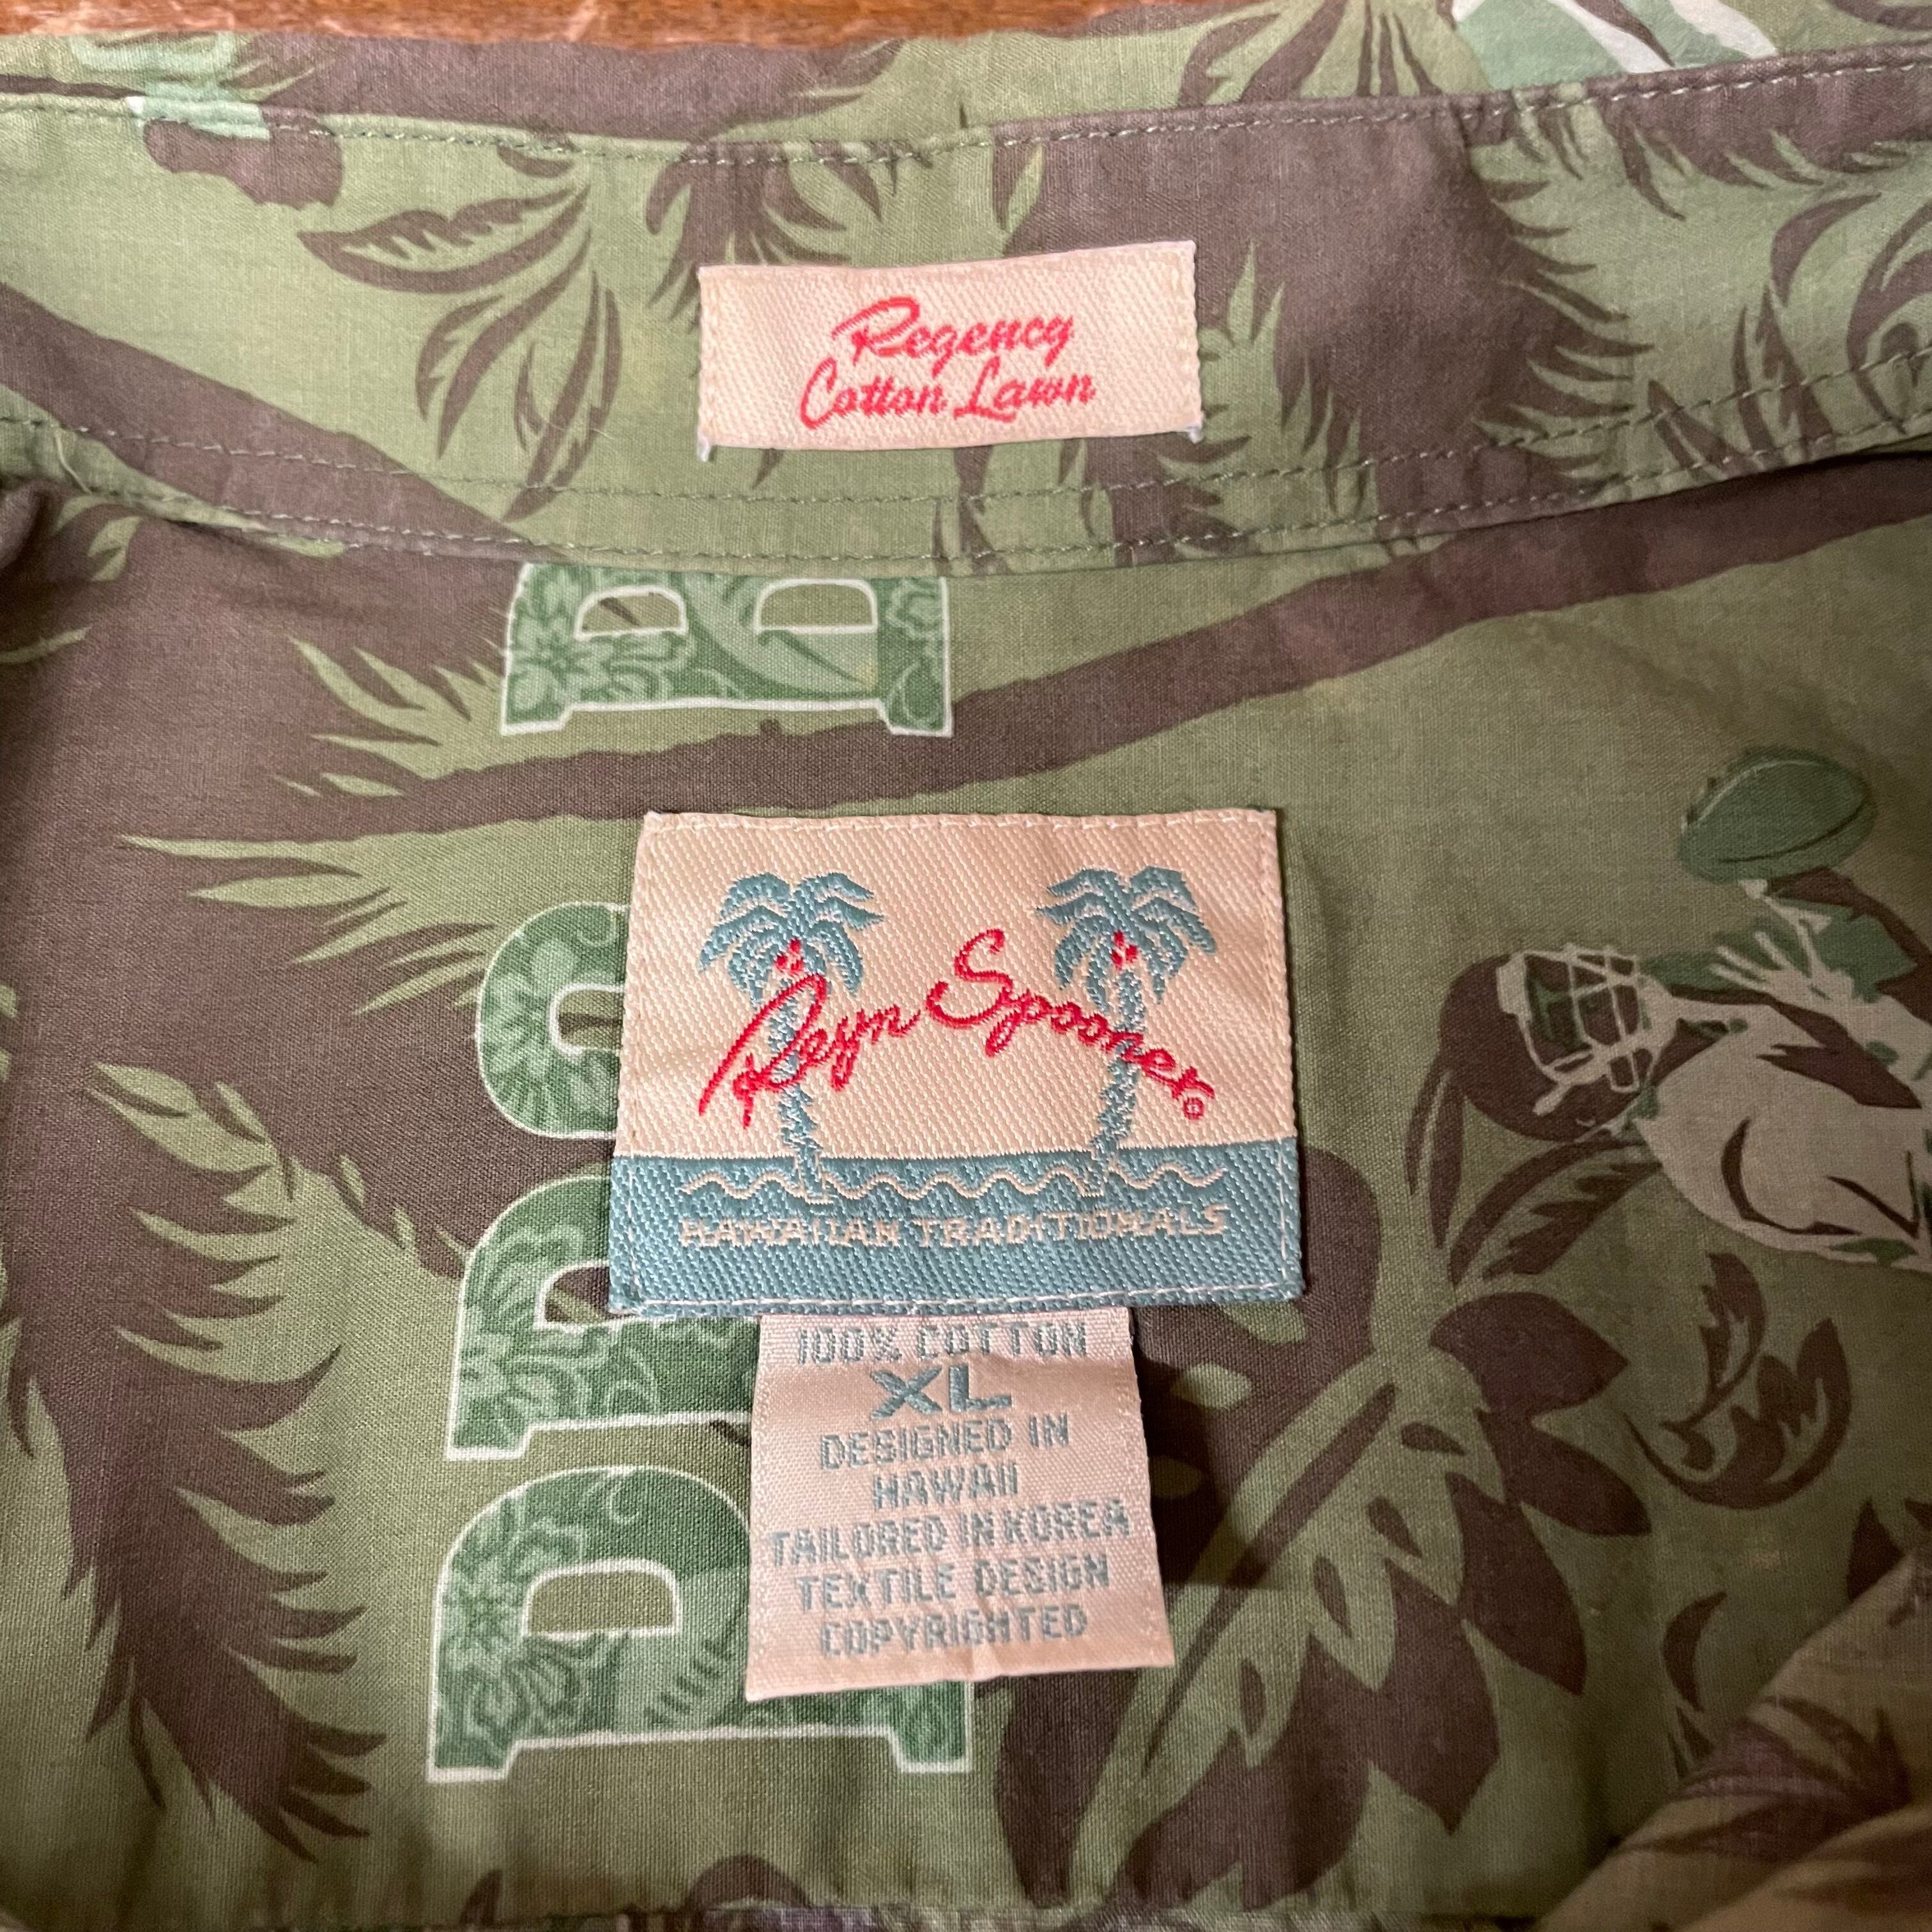 Regency
Cotton Lawn
Reyn Spooner®
HAWAIIAN TRADITIONALS
100% COTTON
XL
DESIGNED IN
HAWAII
TAILORED IN KOREA
TEXTILE DESIGN
COPYRIGHTED